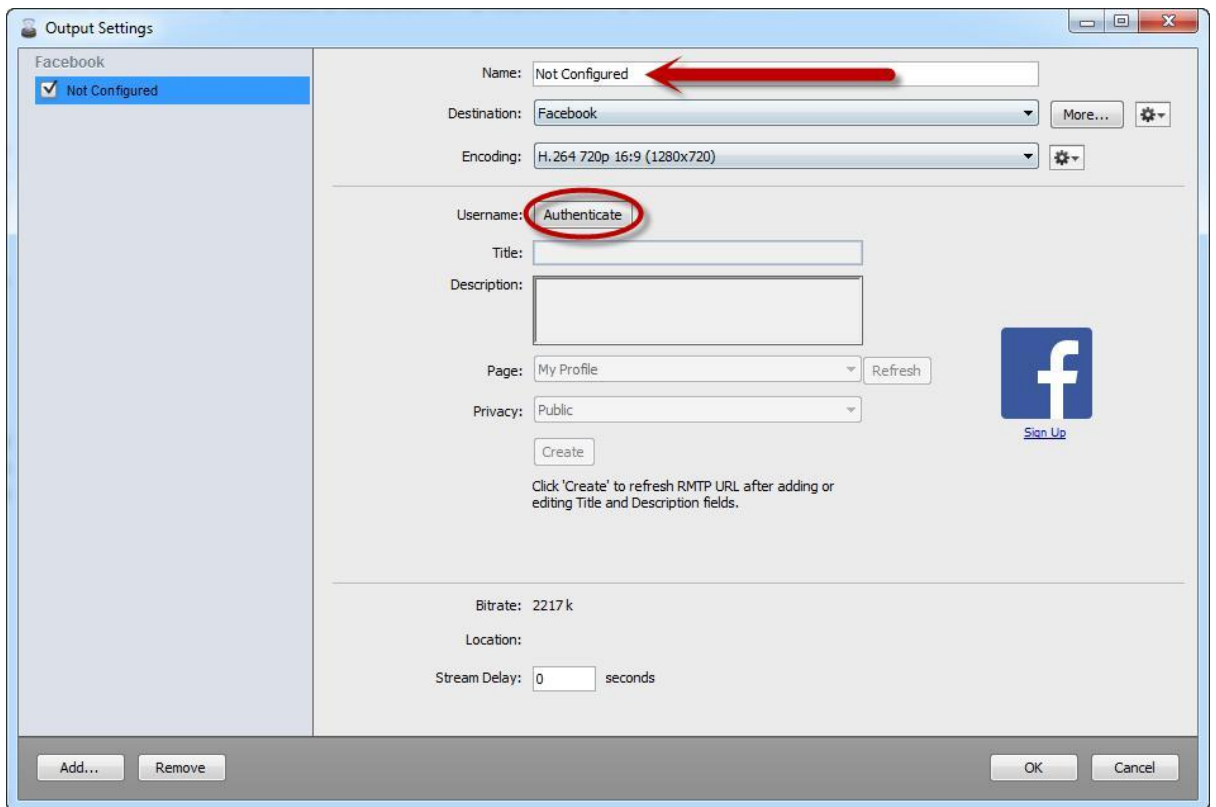 Output Settings
Facebook
Not Configured
Name: Not Configured
Destination: Facebook More...
Encoding: H.264 720p 16:9 (1280x720)
Username: Authenticate
Title:
Description:
Page: My Profile Refresh
Privacy: Public
Sign Up
Create
Click 'Create' to refresh RMTP URL after adding or
editing Title and Description fields.
Bitrate: 2217 k
Location:
Stream Delay: 0 seconds
Add... Remove OK Cancel